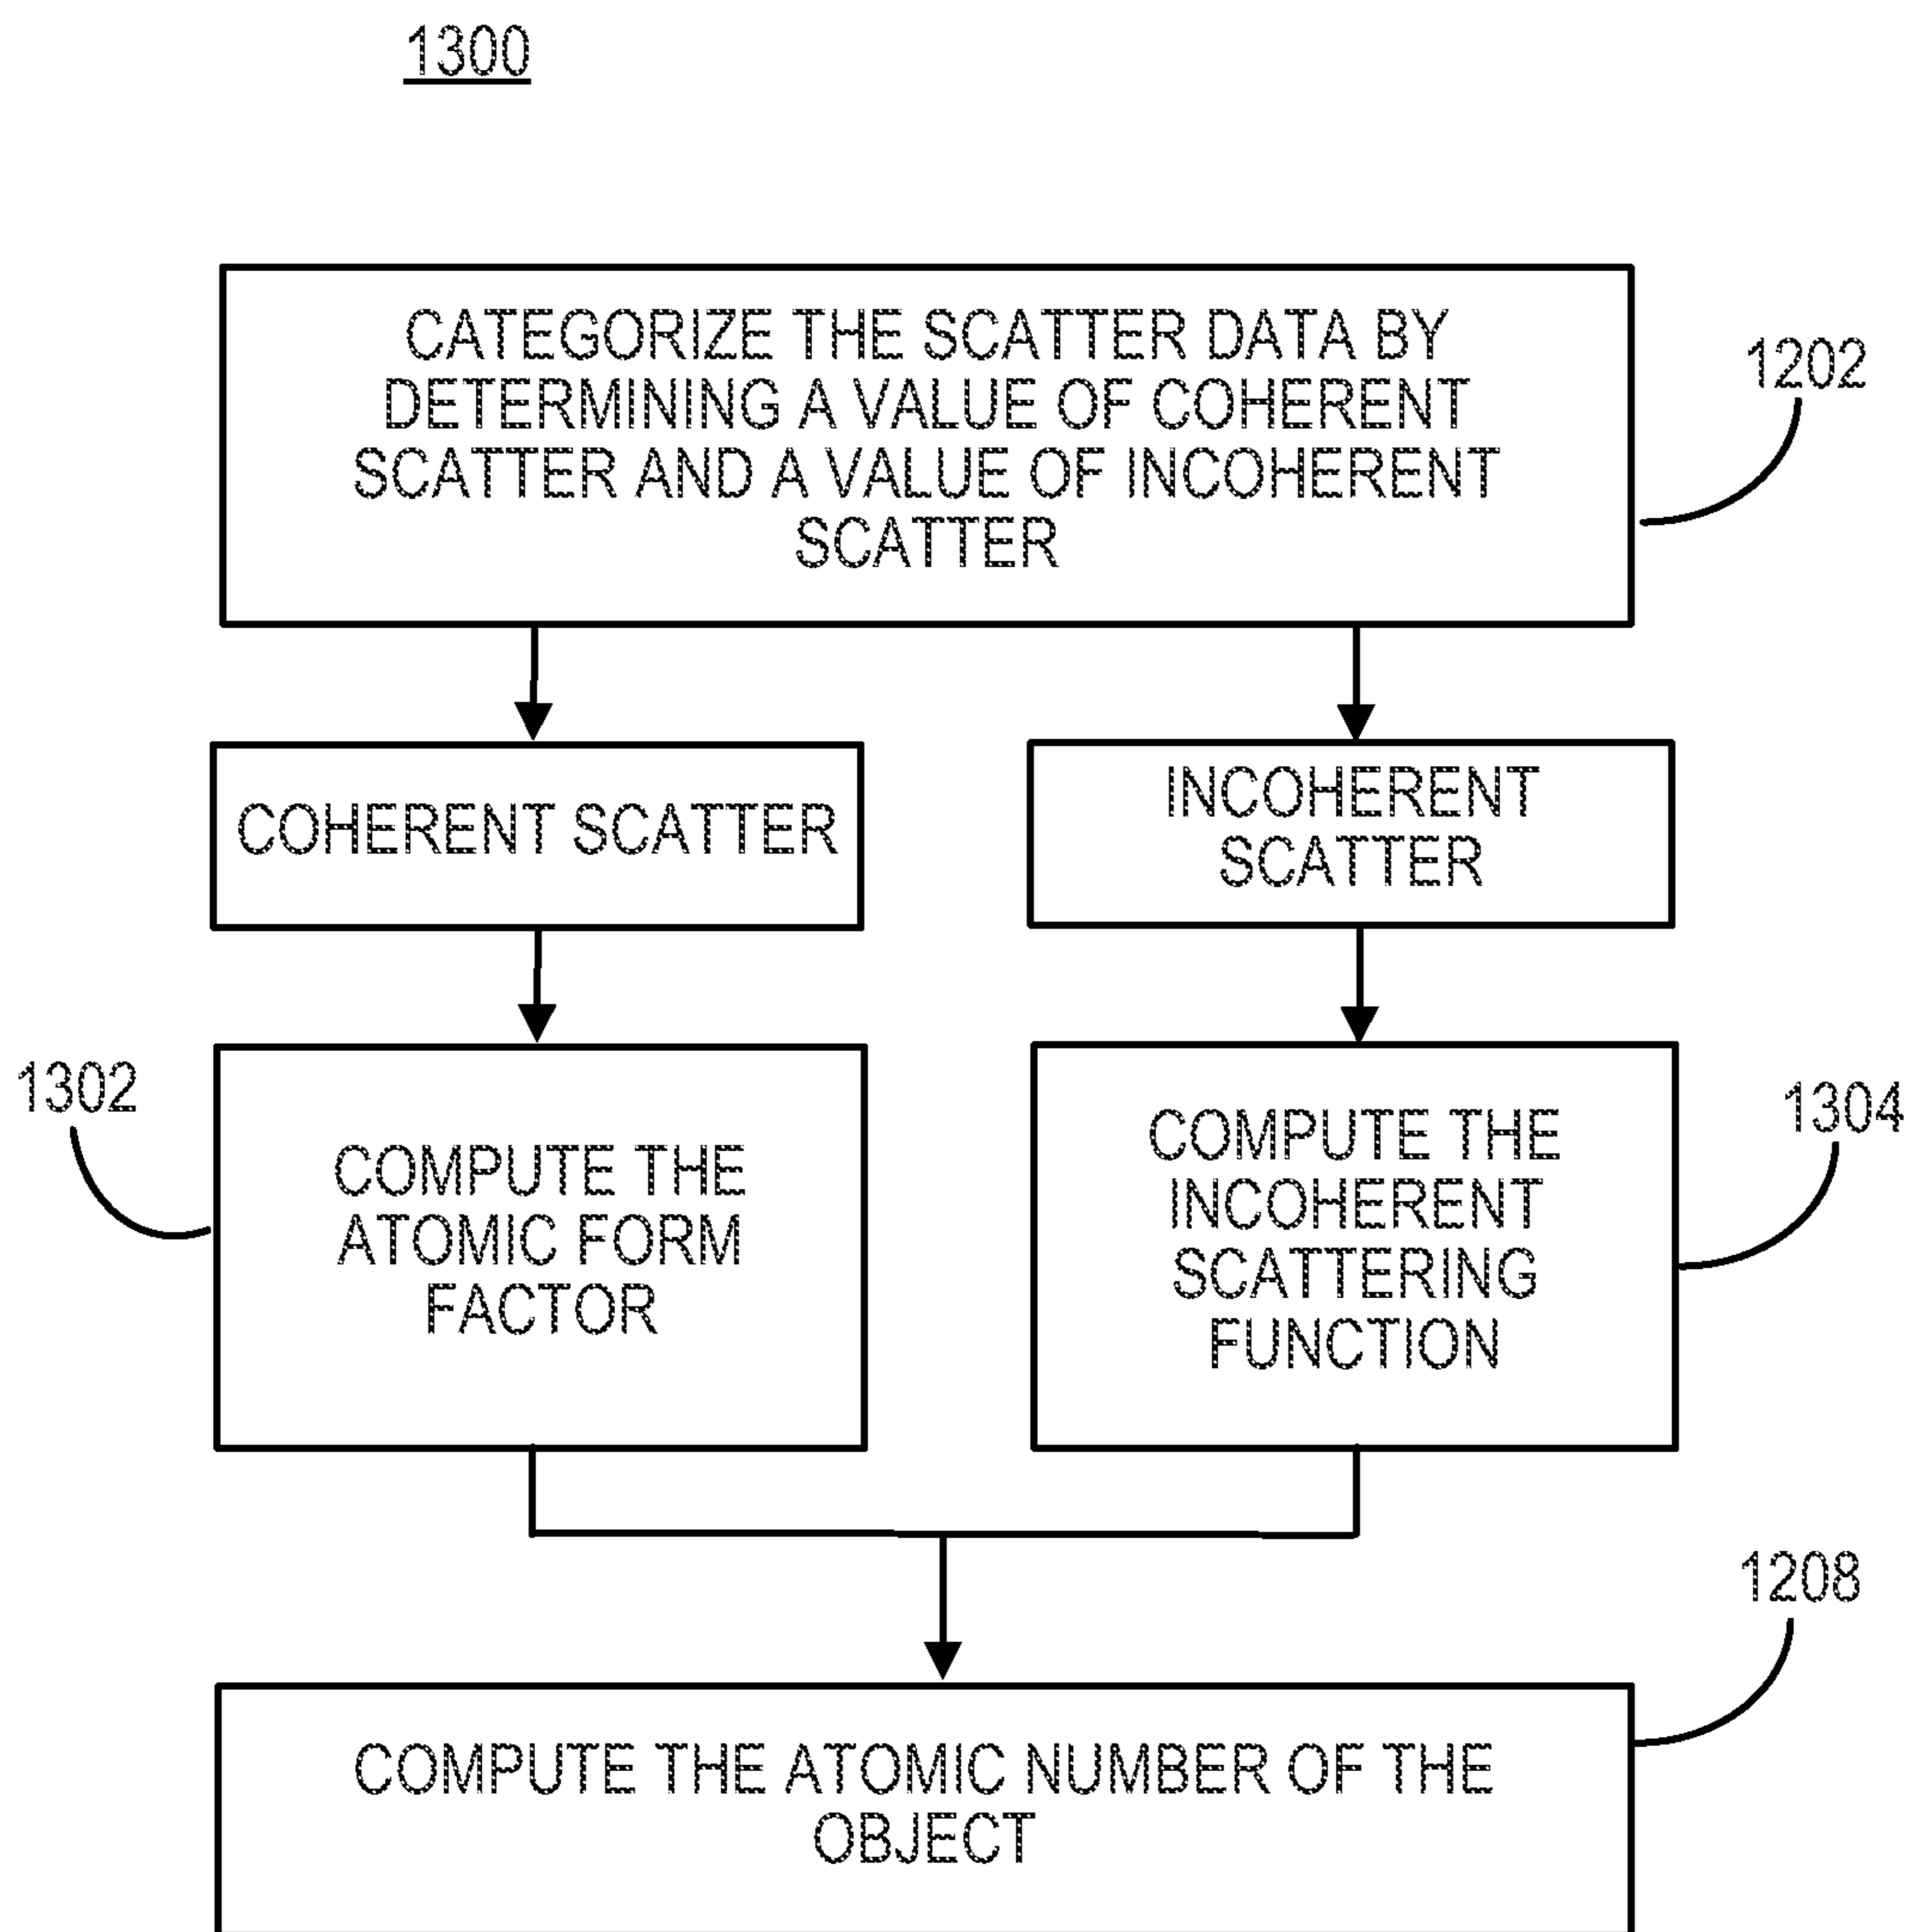 1300
CATEGORIZE THE SCATTER DATA BY
DETERMINING A VALUE OF COHERENT
SCATTER AND A VALUE OF INCOHERENT
SCATTER
1202
COHERENT SCATTER
INCOHERENT
SCATTER
1302
COMPUTE THE
ATOMIC FORM
FACTOR
COMPUTE THE
INCOHERENT
SCATTERING
FUNCTION
1304
1208
COMPUTE THE ATOMIC NUMBER OF THE
OBJECT